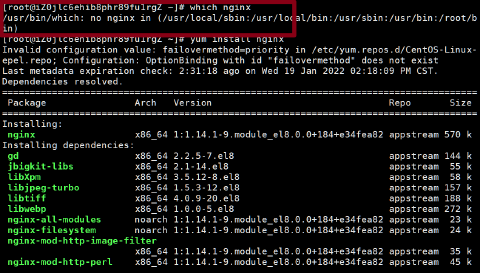 [root@iZ0jlc6ehib8phr89fu1rgZ ~]# which nginx
/usr/bin/which: no nginx in (/usr/local/sbin:/usr/local/bin:/usr/sbin:/usr/bin:/root/b
in)
[root@iZ0jlc6ehib8phr89fu1rgZ ~]# yum install nginx
Invalid configuration value: failovermethod=priority in /etc/yum.repos.d/CentOS-Linux-
epel.repo; Configuration: OptionBinding with id "failovermethod" does not exist
Last metadata expiration check: 2:31:18 ago on Wed 19 Jan 2022 02:18:09 PM CST.
Dependencies resolved.
Package Arch Version Repo Size
Installing:
nginx x86_64 1:1.14.1-9.module_el8.0.0+184+e34fea82 appstream 570 k
Installing dependencies:
gd x86_64 2.2.5-7.el8 appstream 144 k
jbigkit-libs x86_64 2.1-14.el8 appstream 55 k
libXpm x86_64 3.5.12-8.el8 appstream 58 k
libjpeg-turbo x86_64 1.5.3-12.el8 appstream 157 k
libtiff x86_64 4.0.9-20.el8 appstream 188 k
libwebp x86_64 1.0.0-5.el8 appstream 272 k
nginx-all-modules noarch 1:1.14.1-9.module_el8.0.0+184+e34fea82 appstream 23 k
nginx-filesystem noarch 1:1.14.1-9.module_el8.0.0+184+e34fea82 appstream 24 k
nginx-mod-http-image-filter
x86_64 1:1.14.1-9.module_el8.0.0+184+e34fea82 appstream 35 k
nginx-mod-http-perl x86_64 1:1.14.1-9.module_el8.0.0+184+e34fea82 appstream 45 k